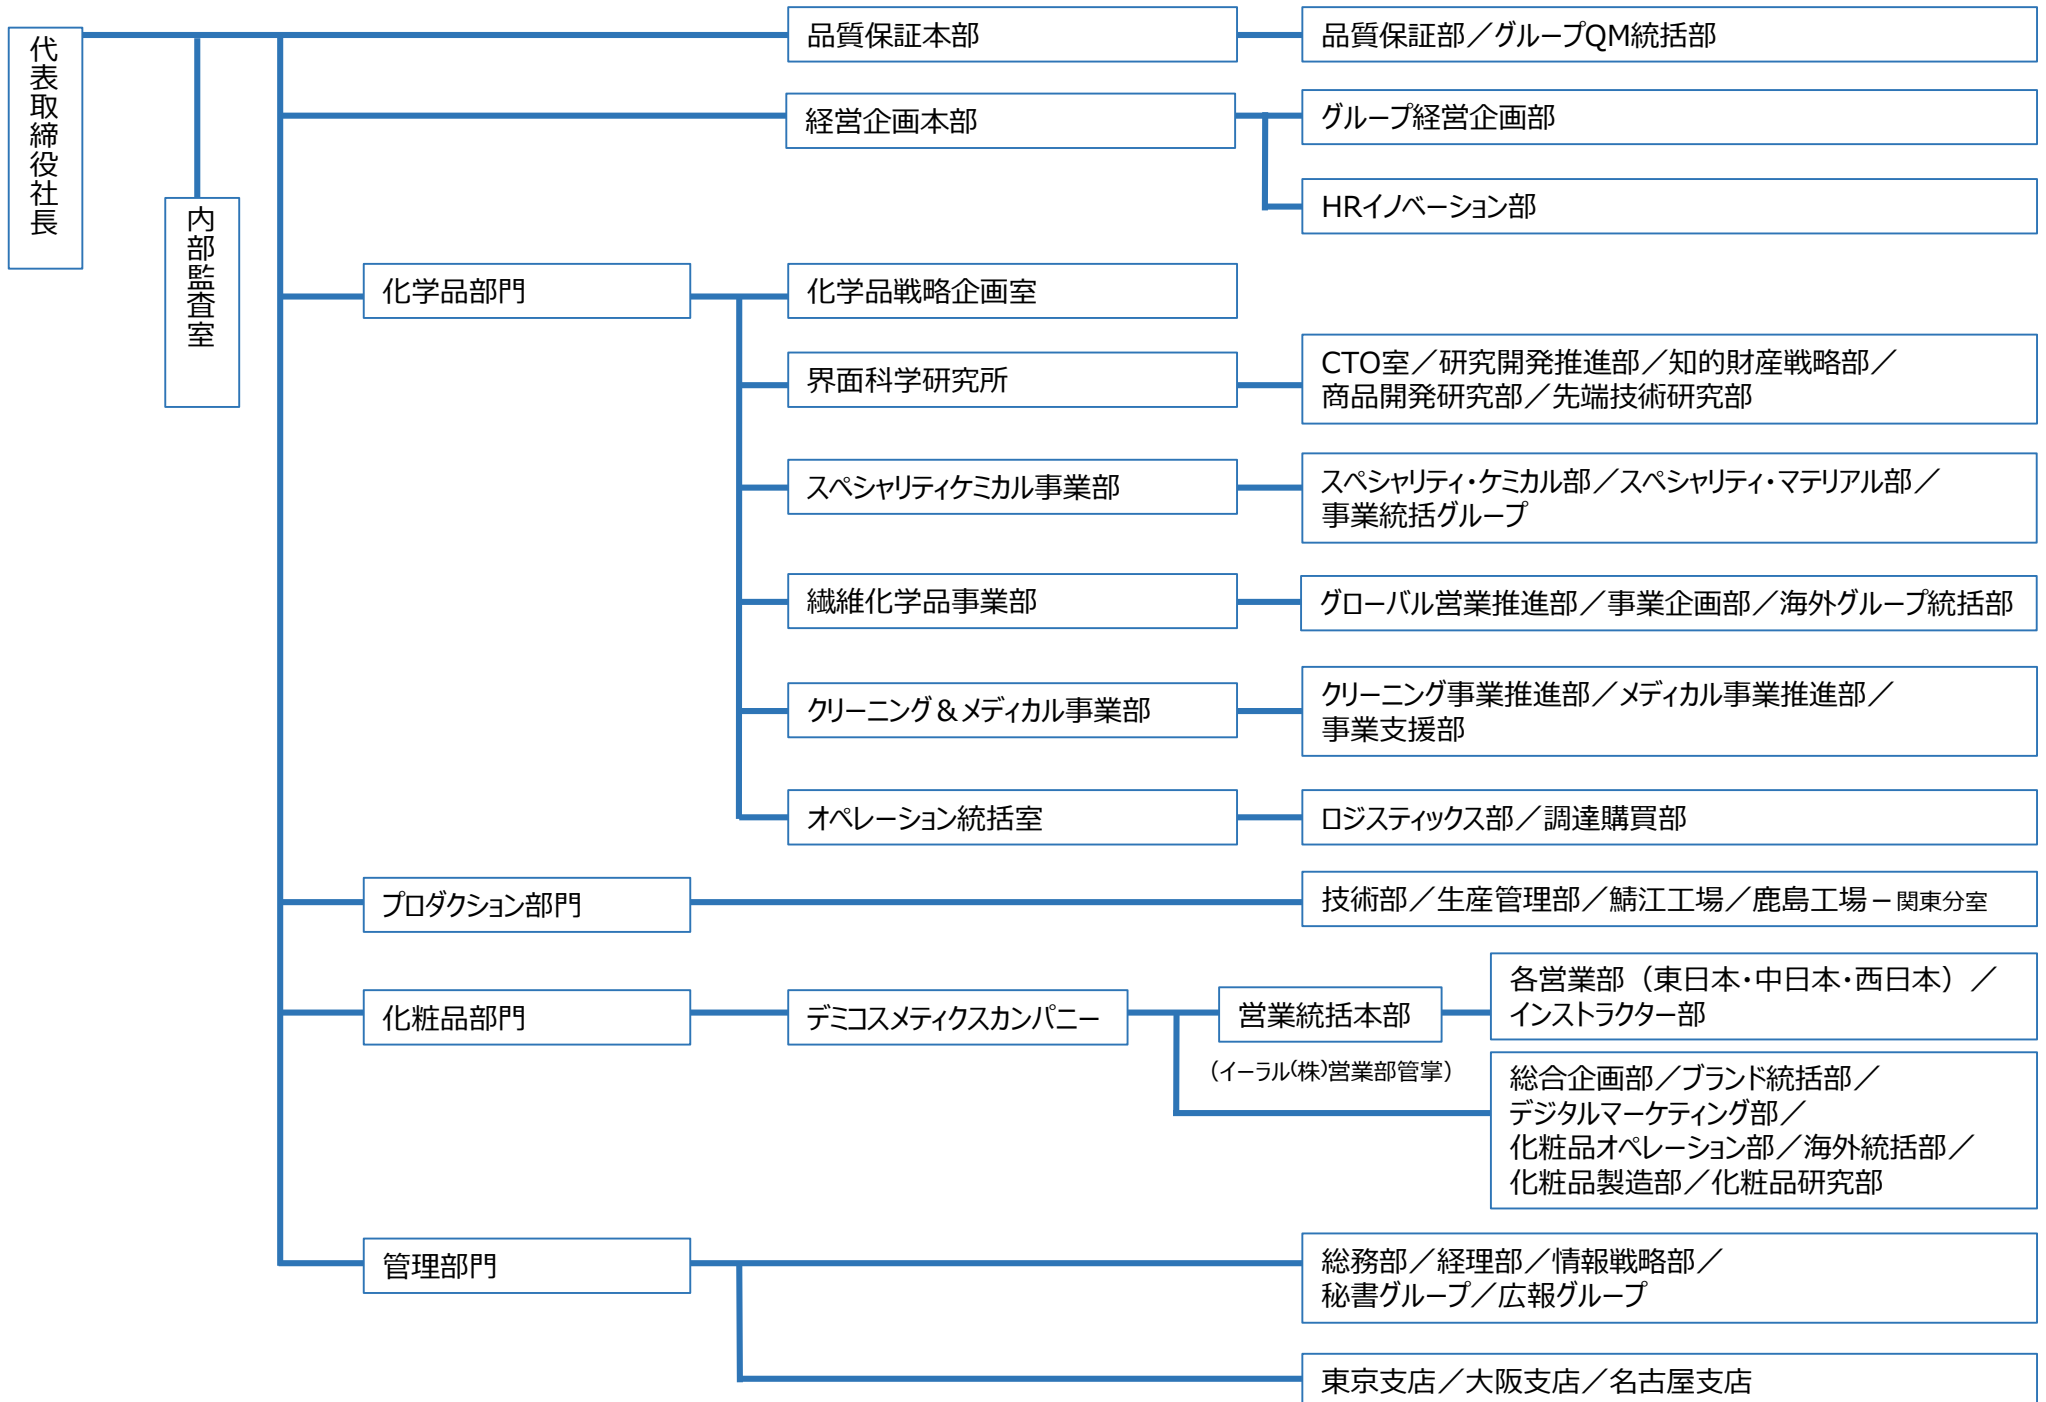 代表取締役社長
内部監査室
品質保証本部
品質保証部／グループQM統括部
経営企画本部
グループ経営企画部
HRイノベーション部
化学品部門
化学品戦略企画室
界面科学研究所
CTO室／研究開発推進部／知的財産戦略部／
商品開発研究部／先端技術研究部
スペシャリティケミカル事業部
スペシャリティ・ケミカル部／スペシャリティ・マテリアル部／
事業統括グループ
繊維化学品事業部
グローバル営業推進部／事業企画部／海外グループ統括部
クリーニング＆メディカル事業部
クリーニング事業推進部／メディカル事業推進部／
事業支援部
オペレーション統括室
ロジスティックス部／調達購買部
プロダクション部門
技術部／生産管理部／鯖江工場／鹿島工場－関東分室
化粧品部門
デミコスメティクスカンパニー
営業統括本部
（イーラル(株)営業部管掌）
各営業部（東日本・中日本・西日本）／
インストラクター部
総合企画部／ブランド統括部／
デジタルマーケティング部／
化粧品オペレーション部／海外統括部／
化粧品製造部／化粧品研究部
管理部門
総務部／経理部／情報戦略部／
秘書グループ／広報グループ
東京支店／大阪支店／名古屋支店